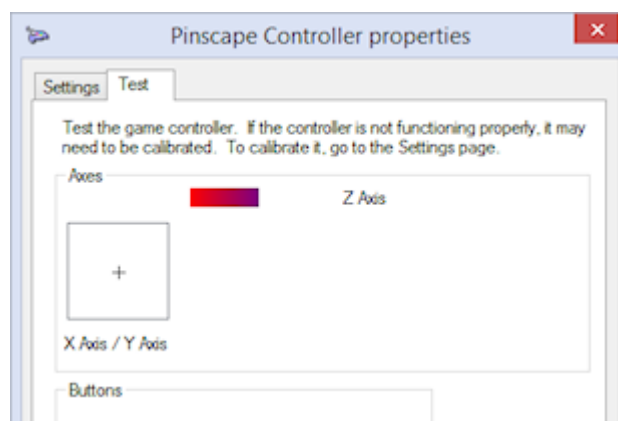 Pinscape Controller properties
Settings Test
Test the game controller. If the controller is not functioning properly, it may
need to be calibrated. To calibrate it, go to the Settings page.
Axes
Z Axis
X Axis / Y Axis
Buttons